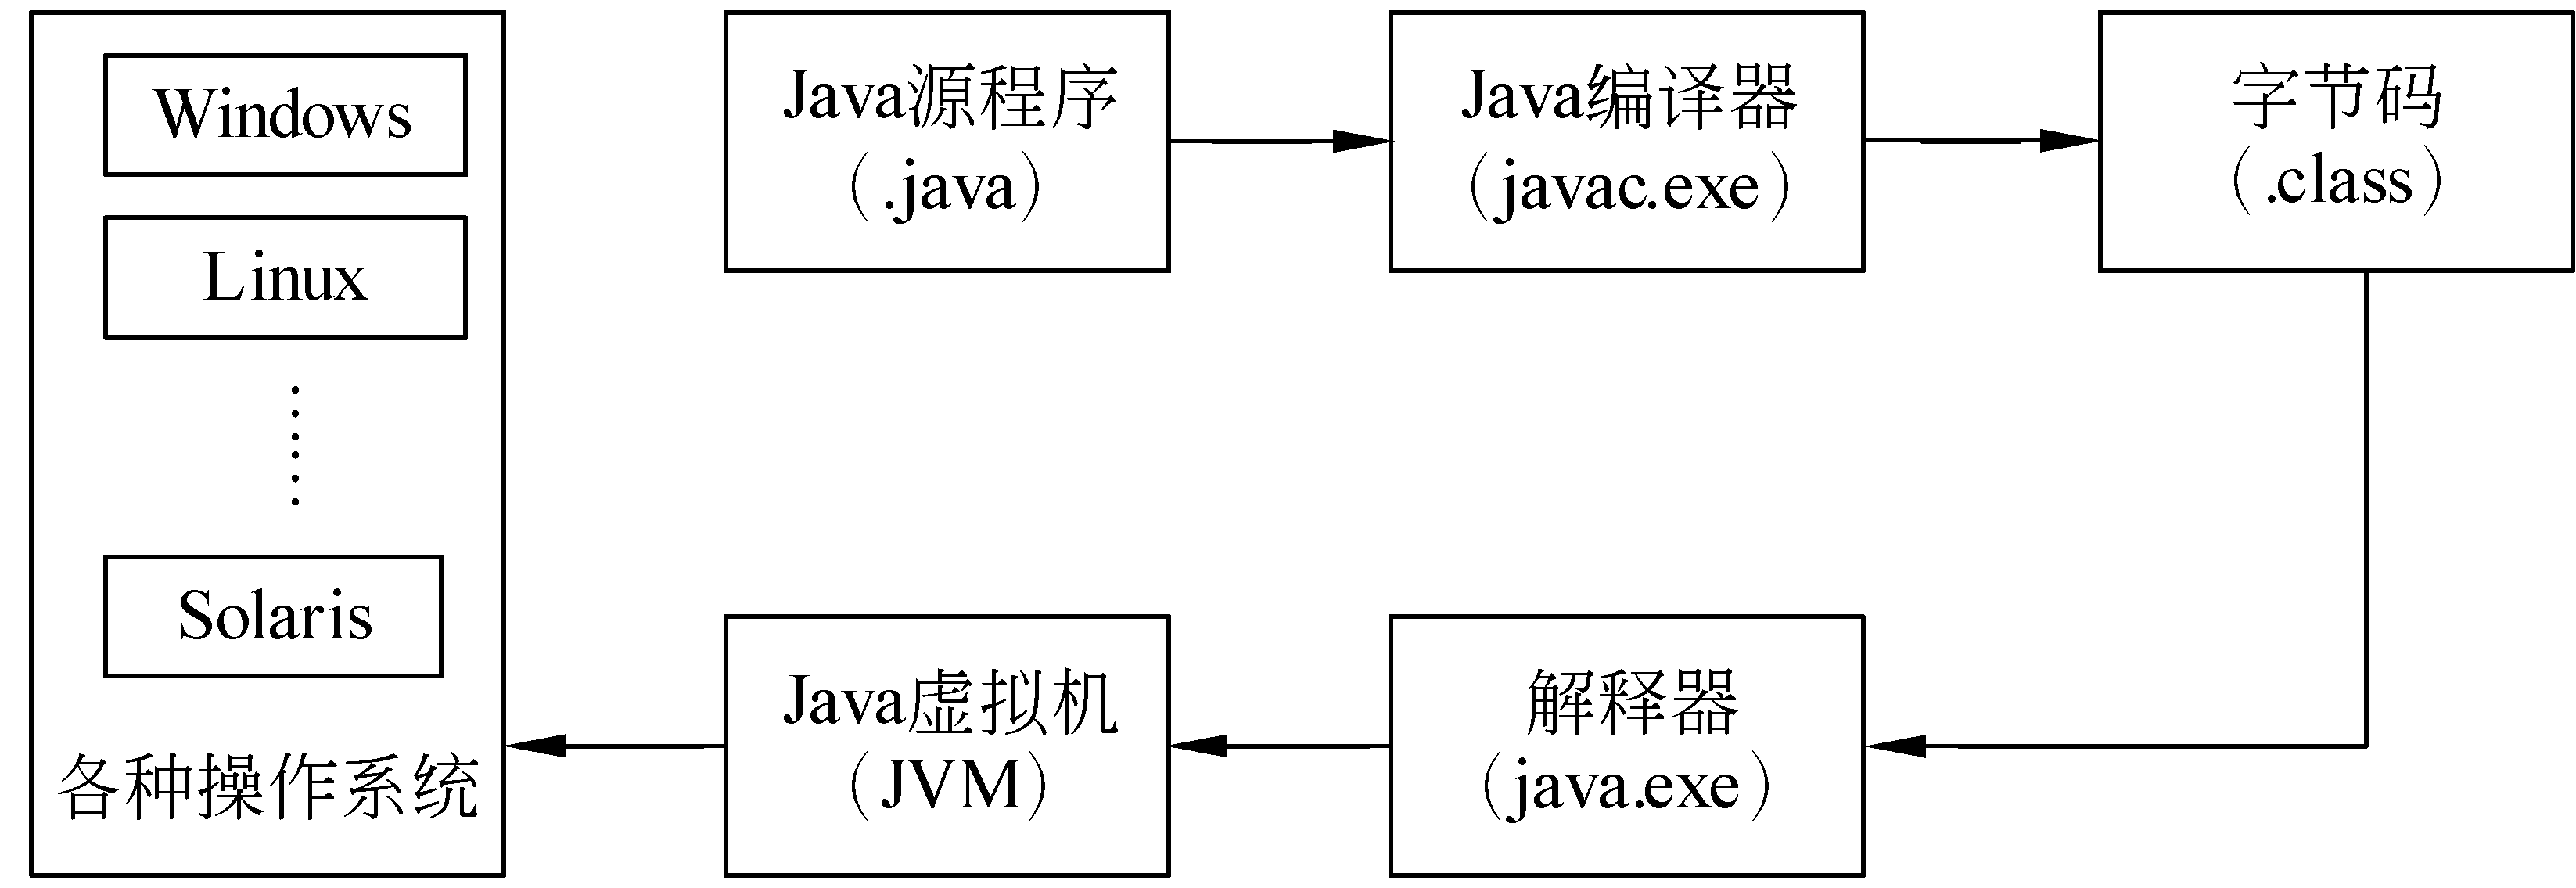 Windows
Linux
Solaris
各种操作系统
Java源程序
（.java）
Java编译器
（javac.exe）
字节码
（.class）
Java虚拟机
（JVM）
解释器
（java.exe）